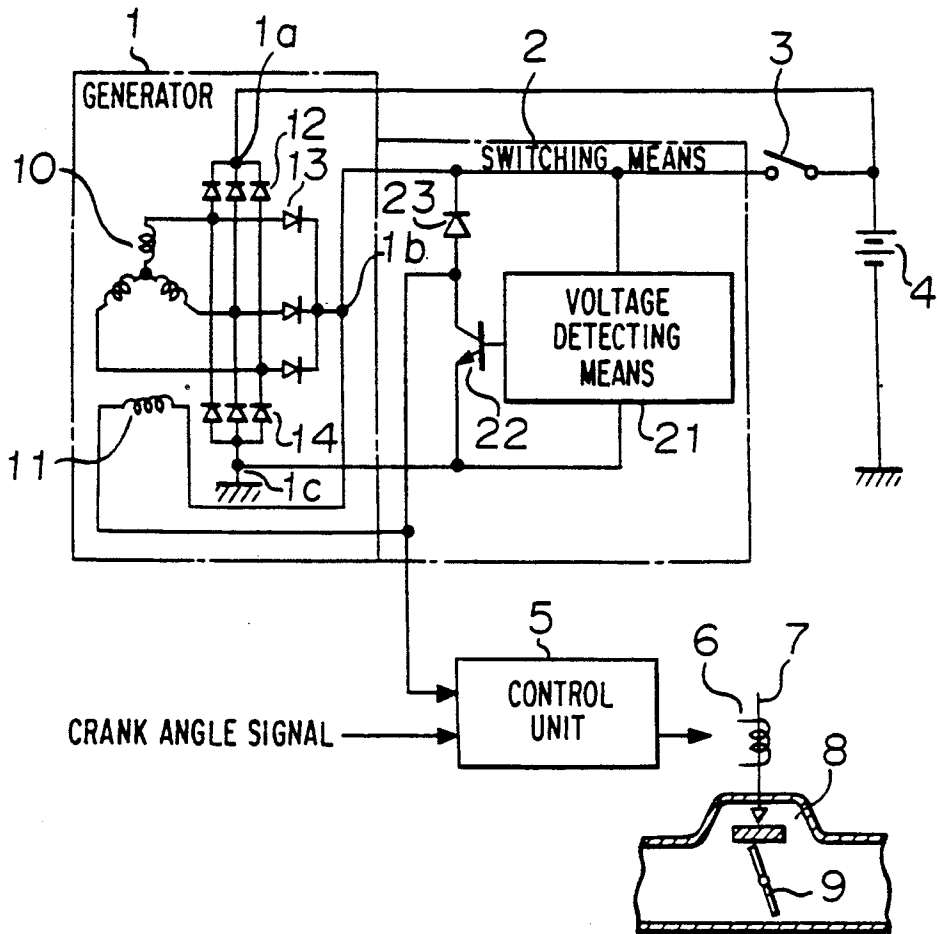 1
1a
2
3
GENERATOR
12
SWITCHING MEANS
13
10
23
1b
4
VOLTAGE
DETECTING
MEANS
22
21
14
11
1c
5
6
7
CONTROL
UNIT
CRANK ANGLE SIGNAL
8
9